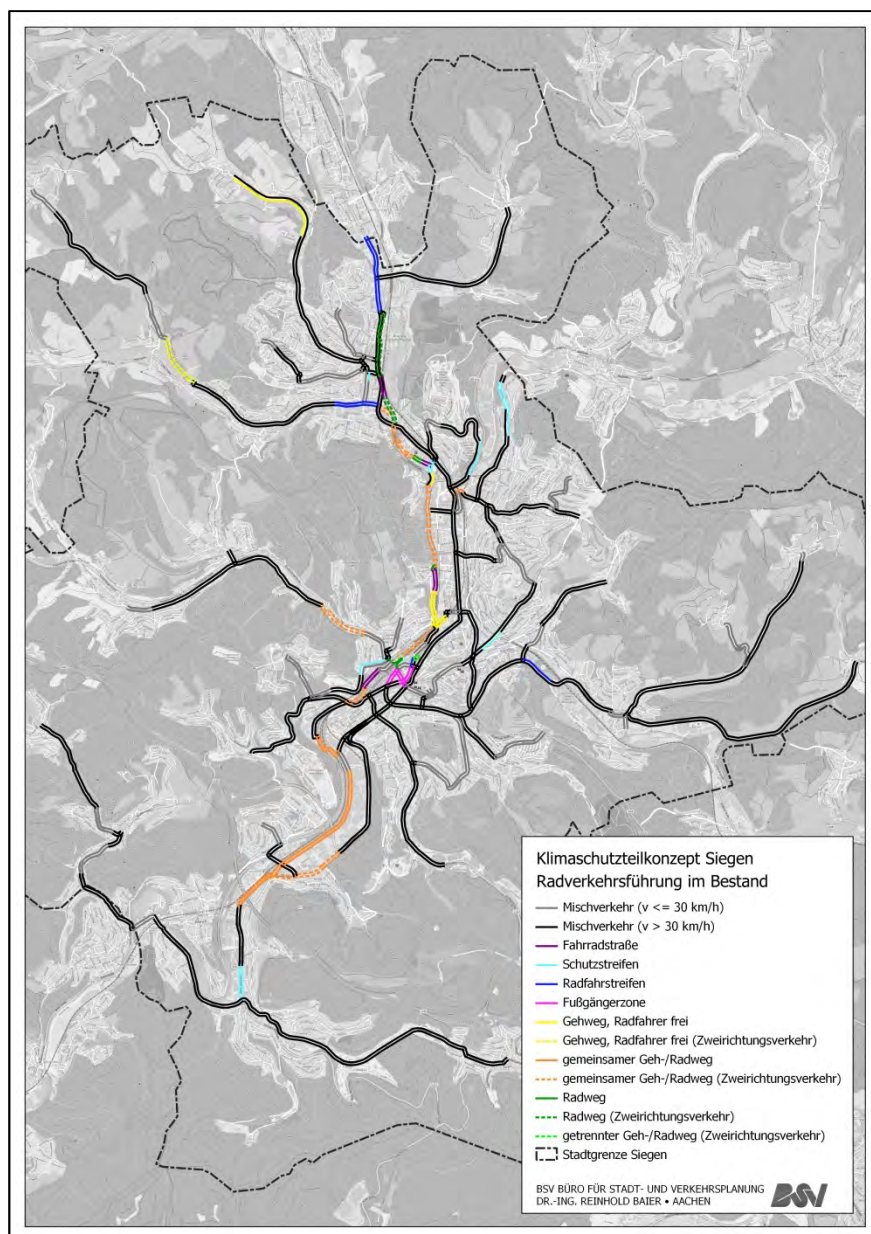 Klimaschutzteilkonzept Siegen
Radverkehrsführung im Bestand
Mischverkehr (v <= 30 km/h)
Mischverkehr (v > 30 km/h)
Fahrradstraße
Schutzstreifen
Radfahrstreifen
Fußgängerzone
Gehweg, Radfahrer frei
Gehweg, Radfahrer frei (Zweirichtungsverkehr)
gemeinsamer Geh-/Radweg
gemeinsamer Geh-/Radweg (Zweirichtungsverkehr)
Radweg
Radweg (Zweirichtungsverkehr)
getrennter Geh-/Radweg (Zweirichtungsverkehr)
Stadtgrenze Siegen
BSV BÜRO FÜR STADT- UND VERKEHRSPLANUNG
DR.-ING. REINHOLD BAIER • AACHEN
BSV